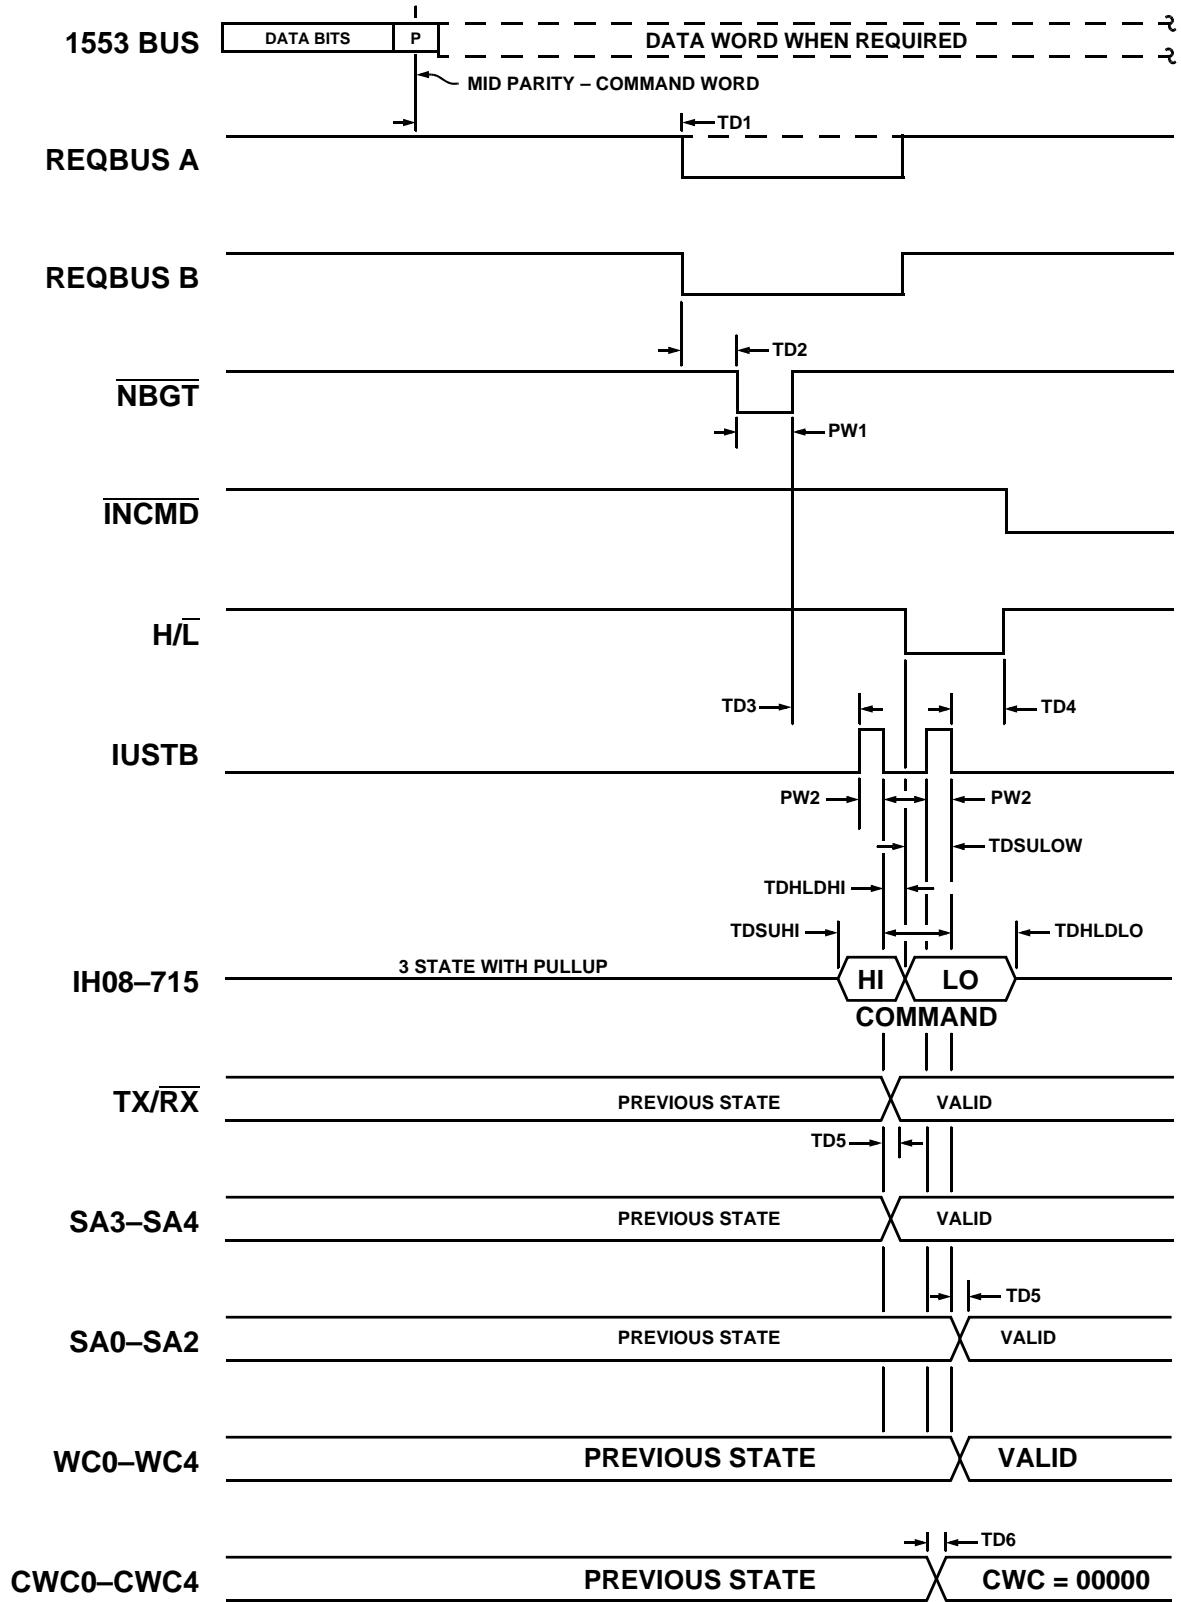 1553 BUS
DATA BITS
P
DATA WORD WHEN REQUIRED
MID PARITY – COMMAND WORD
TD1
REQBUS A
REQBUS B
TD2
NBGT
PW1
INCMD
H/L
TD3
TD4
IUSTB
PW2
PW2
TDSULOW
TDHLDHI
TDSUHI
TDHLDLO
IH08–715
3 STATE WITH PULLUP
HI
LO
COMMAND
TX/RX
PREVIOUS STATE
VALID
TD5
SA3–SA4
PREVIOUS STATE
VALID
TD5
SA0–SA2
PREVIOUS STATE
VALID
WC0–WC4
PREVIOUS STATE
VALID
TD6
CWC0–CWC4
PREVIOUS STATE
CWC = 00000